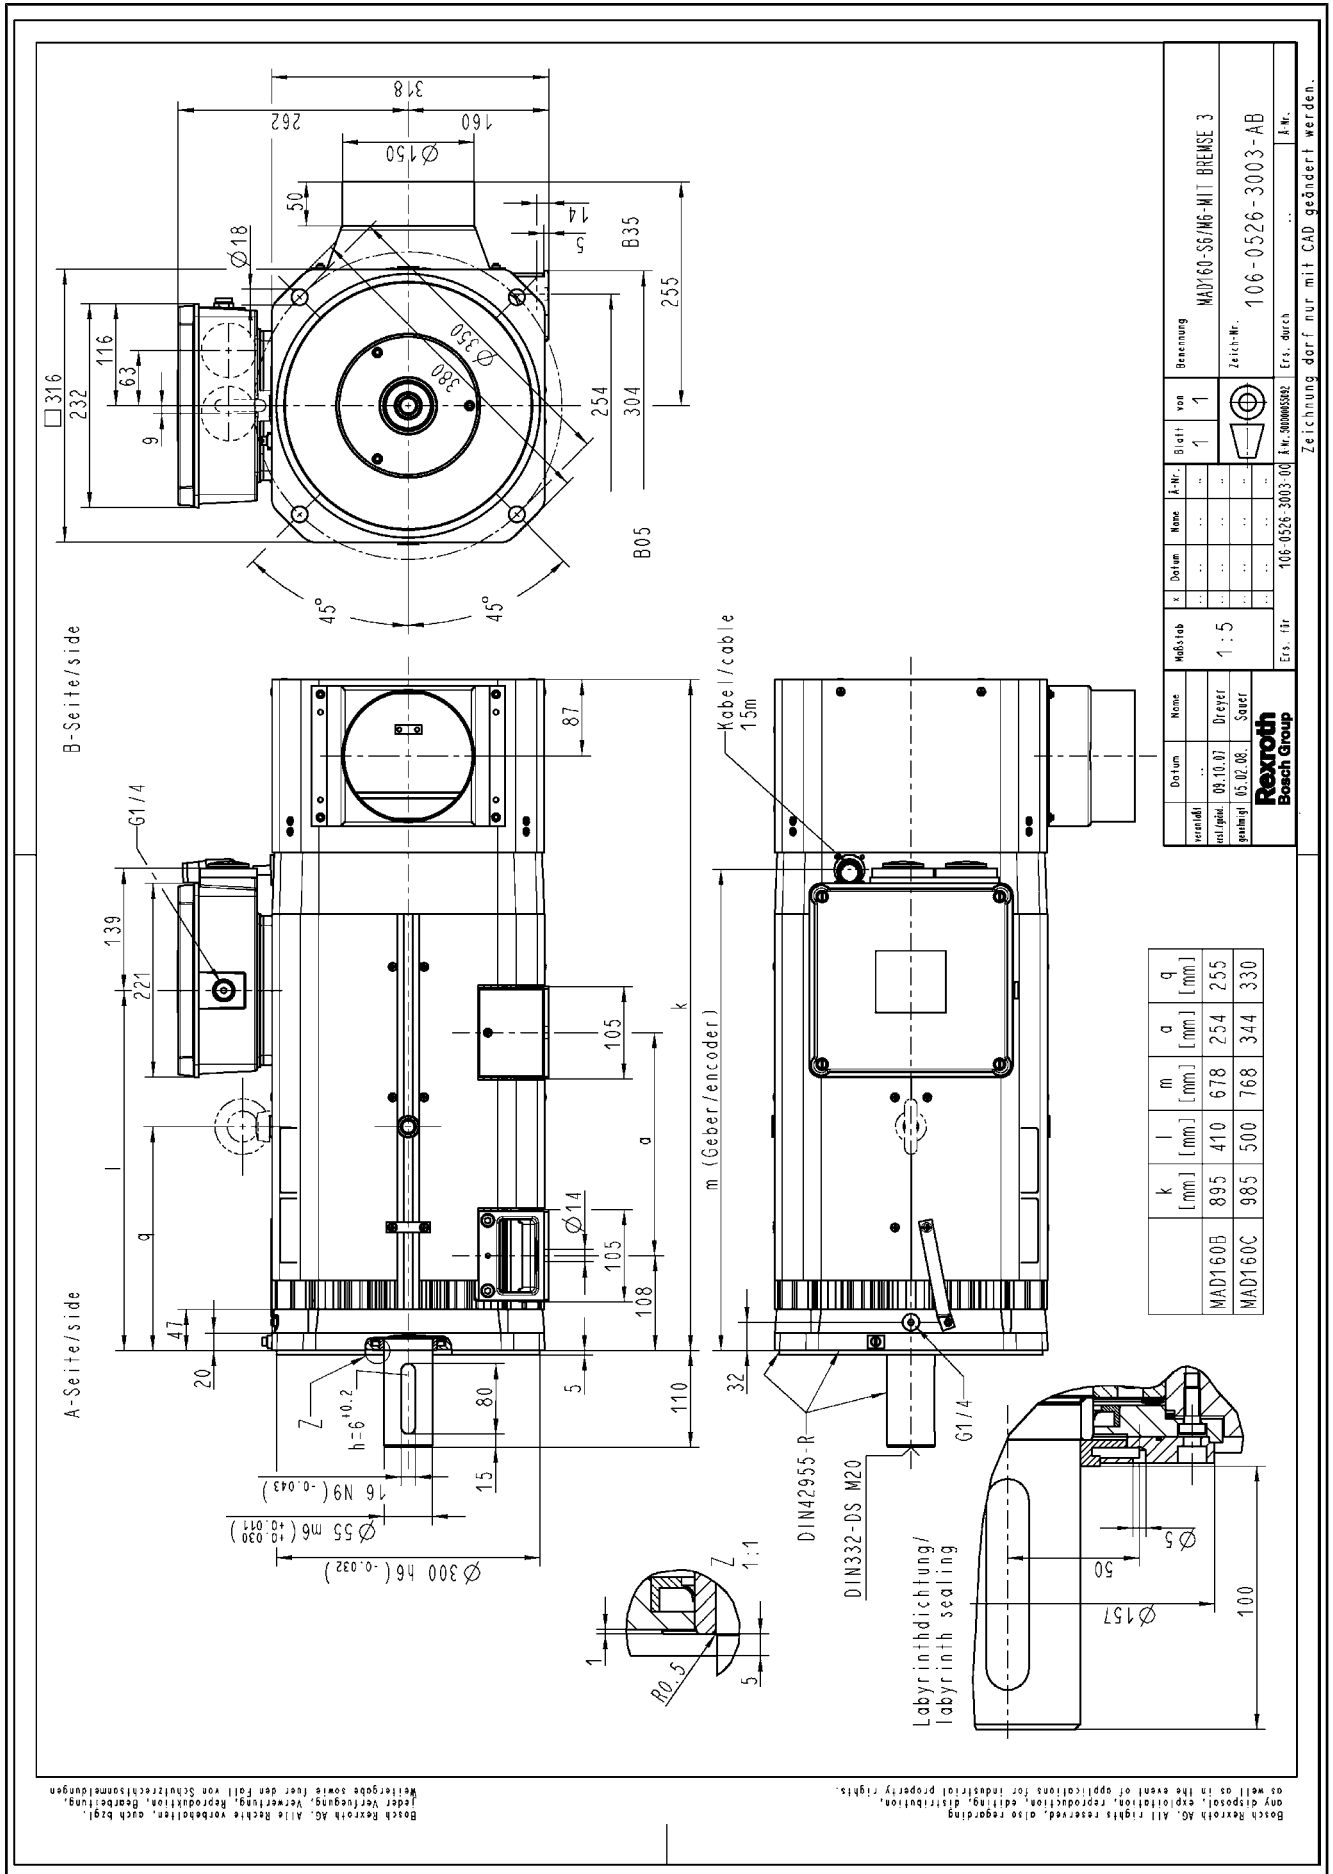 318
262
160
Ø150
50
Ø18
14
5
B35
□316
232
116
63
9
Ø350
380
254
304
255
B05
45°
45°
B-Seite/side
A-Seite/side
G1/4
139
221
l
q
47
20
87
k
105
a
Ø14
105
108
5
110
Z
h=6 +0.2
80
15
16 N9 (-0.043)
Ø55 m6 (+0.030
+0.011)
Ø300 h6 (-0.032)
Kabel/cable
15m
m (Geber/encoder)
32
G1/4
DIN42955-R
DIN332-DS M20
Z
1:1
1
R0.5
5
Labyrinthdichtung/
labyrinth sealing
Ø5
50
Ø157
100
k l m a q
[mm] [mm] [mm] [mm] [mm]
MAD160B 895 410 678 254 255
MAD160C 985 500 768 344 330
Datum Name
veranlaßt ..
erst./geänd. 09.10.07 Dreyer
genehmigt 05.02.08. Sauer
Rexroth
Bosch Group
Maßstab
1:5
x Datum Name Ä-Nr.
Blatt von
1 1
Benennung
MAD160-S6/M6-MIT BREMSE 3
Zeich-Nr.
106-0526-3003-AB
Ers. für 106-0526-3003-00
Ers. durch ..
Ä-Nr.
Zeichnung darf nur mit CAD geändert werden.
Bosch Rexroth AG. Alle Rechte vorbehalten, auch bzgl.
jeder Verfuegung, Verwertung, Reproduktion, Bearbeitung,
Weitergabe sowie fuer den Fall von Schutzrechtsanmeldungen
Bosch Rexroth AG. All rights reserved, also regarding
any disposal, exploitation, reproduction, editing, distribution,
as well as in the event of applications for industrial property rights.